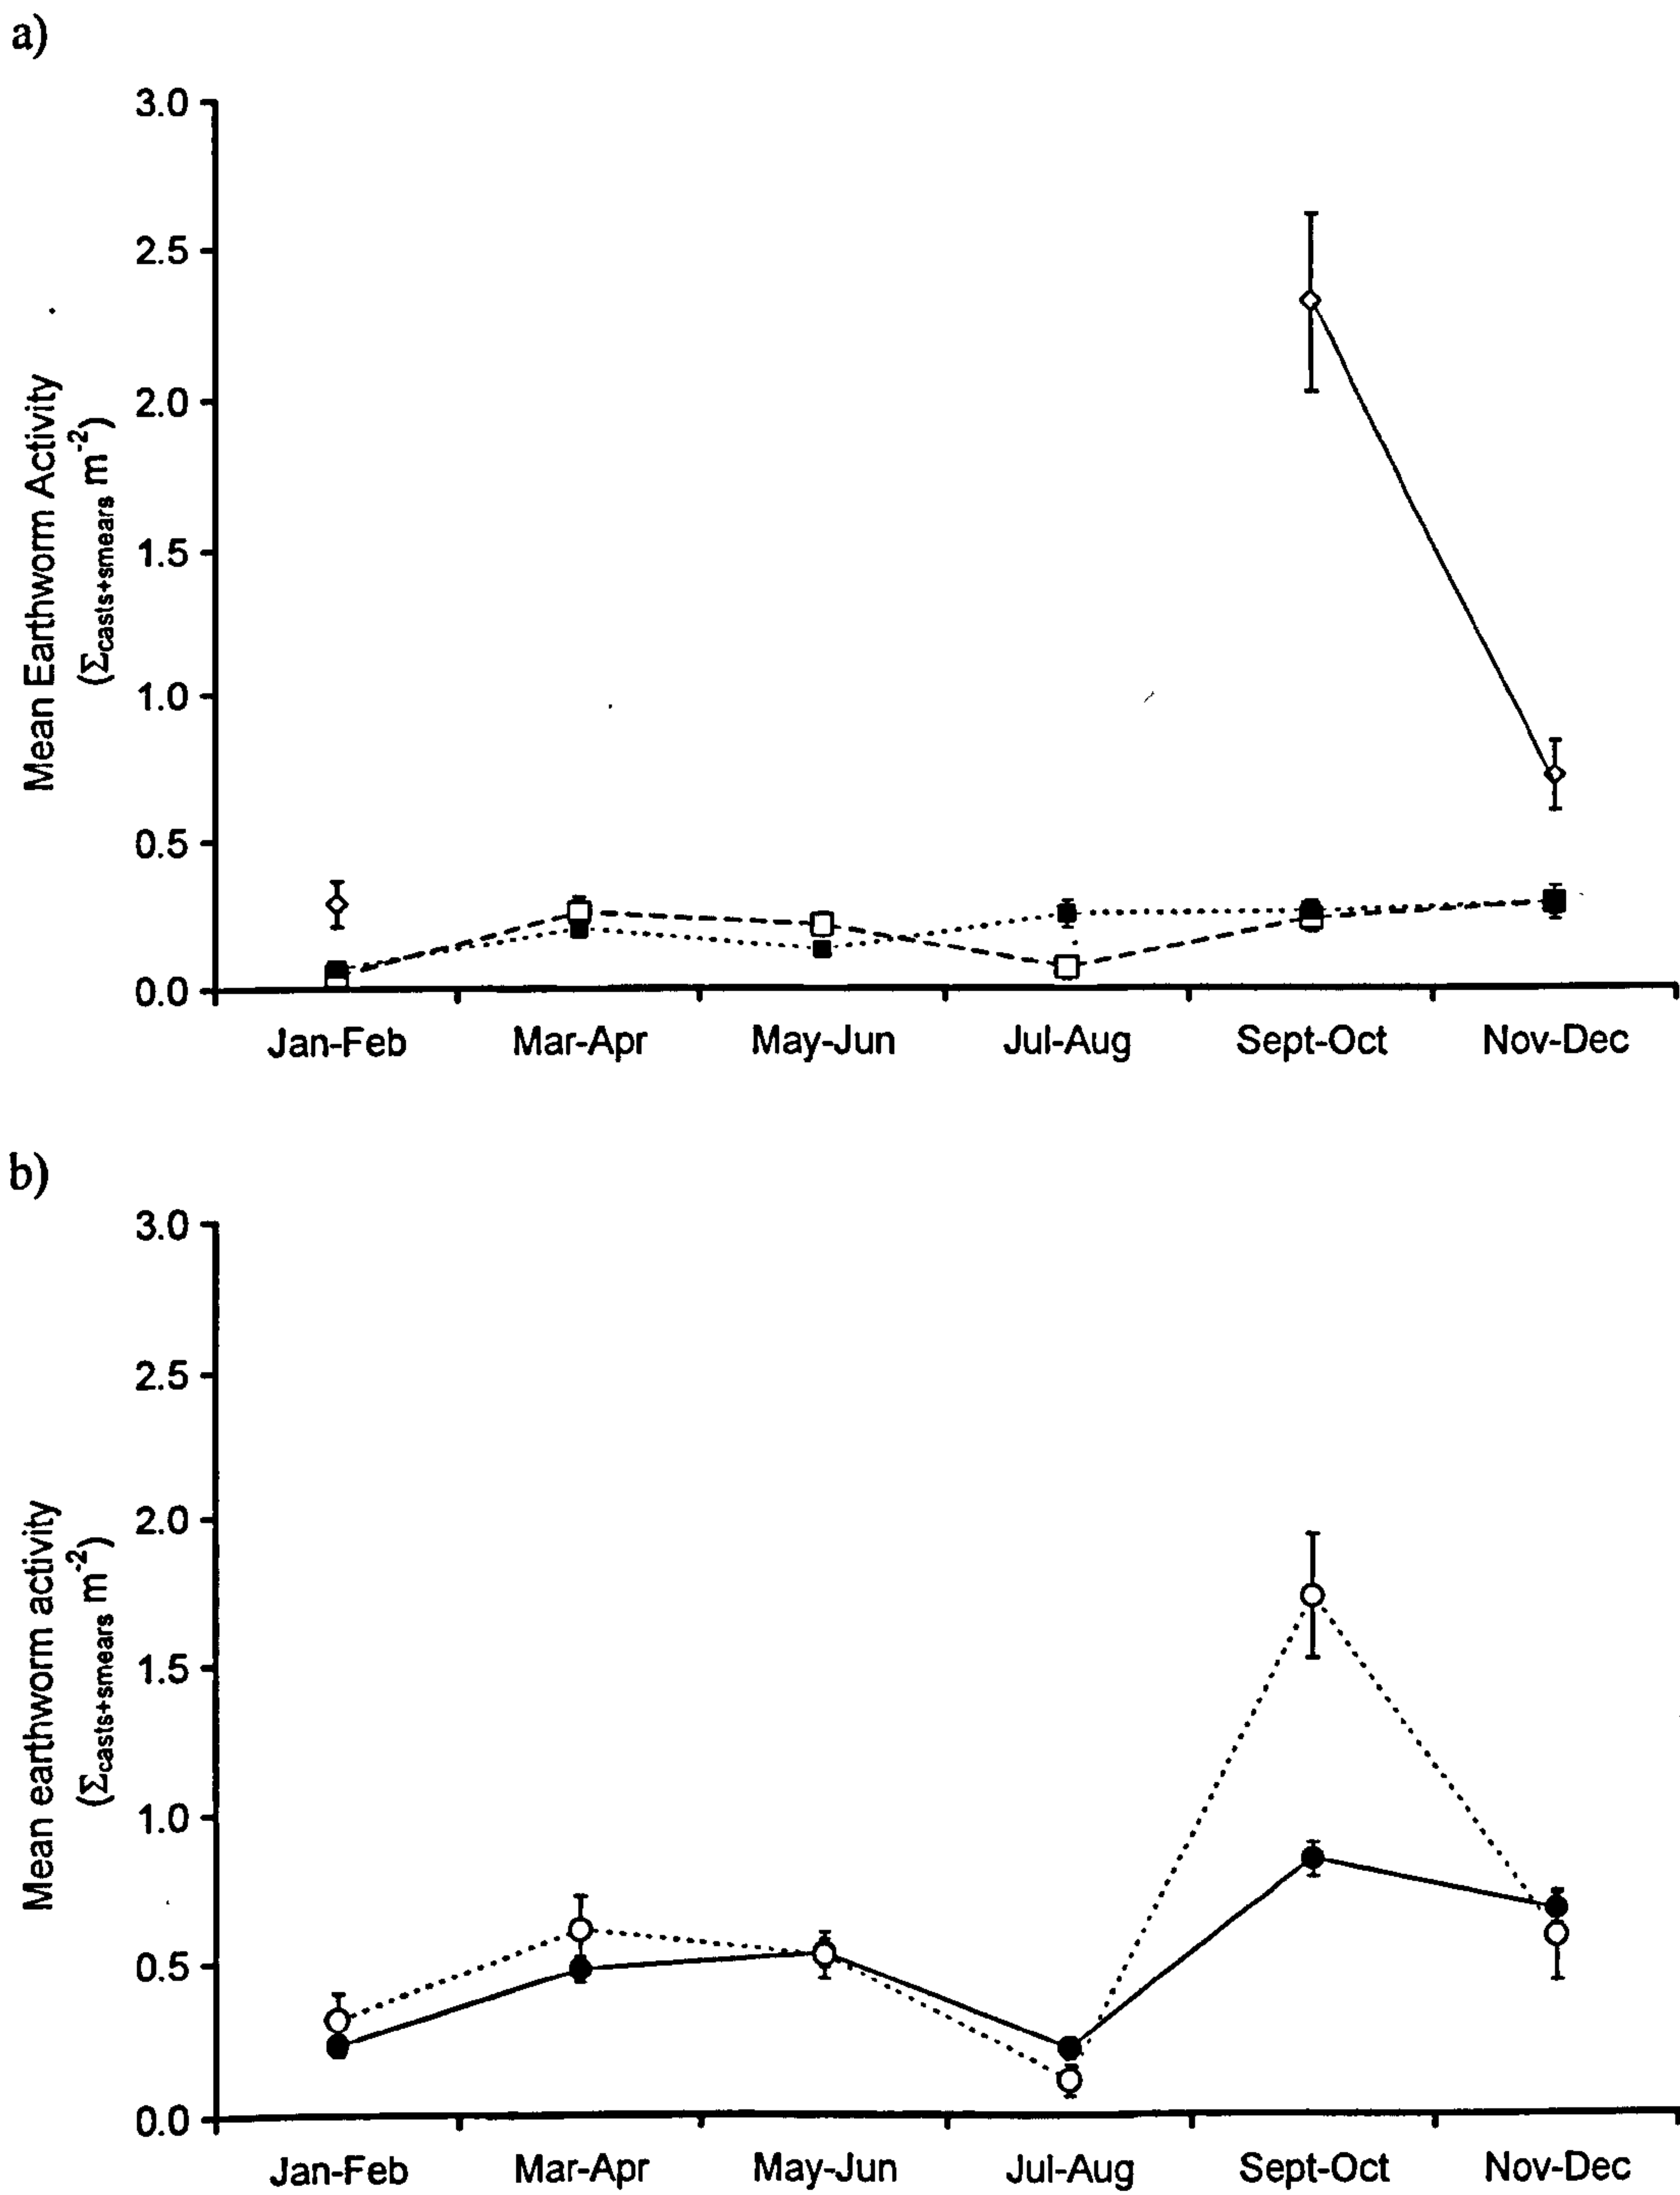 a)
3.0
2.5
2.0
1.5
1.0
0.5
0.0
Mean Earthworm Activity
(Σcasts+smears m-2)
Jan-Feb Mar-Apr May-Jun Jul-Aug Sept-Oct Nov-Dec
b)
3.0
2.5
2.0
1.5
1.0
0.5
0.0
Mean earthworm activity
(Σcasts+smears m-2)
Jan-Feb Mar-Apr May-Jun Jul-Aug Sept-Oct Nov-Dec